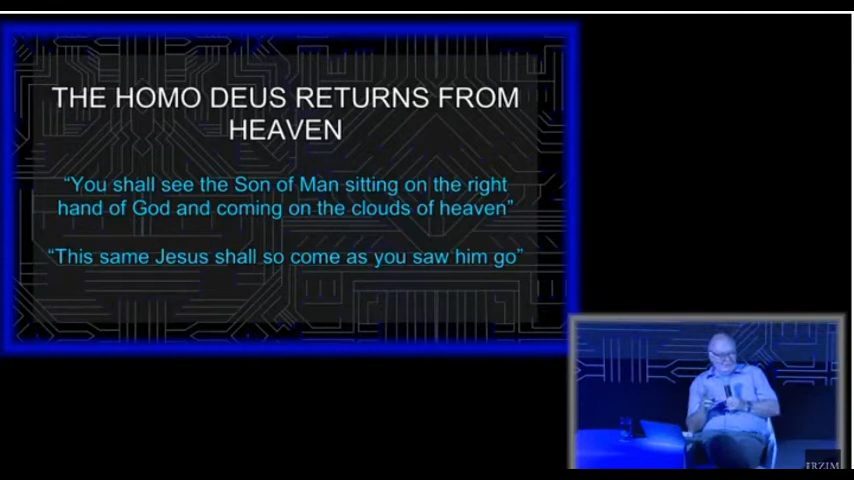 THE HOMO DEUS RETURNS FROM
HEAVEN
“You shall see the Son of Man sitting on the right
hand of God and coming on the clouds of heaven”
“This same Jesus shall so come as you saw him go”
RZIM